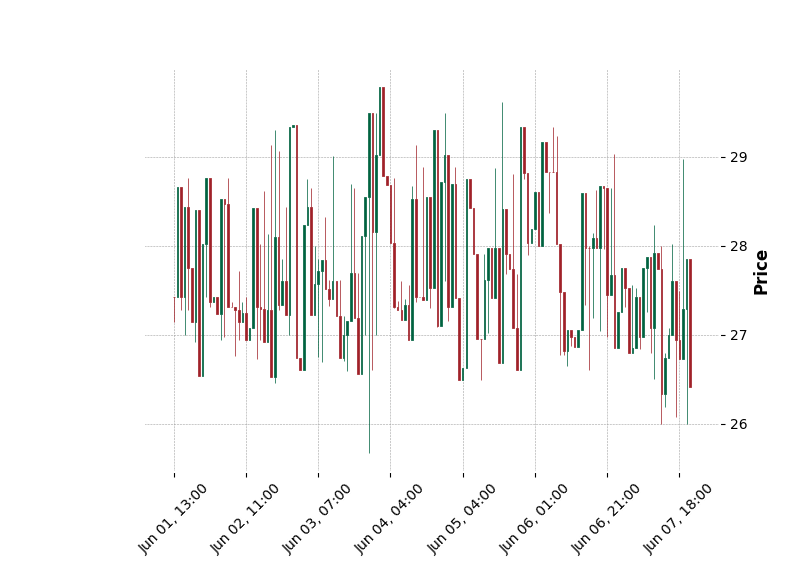 29
28
27
26
Price
Jun 01, 13:00
Jun 02, 11:00
Jun 03, 07:00
Jun 04, 04:00
Jun 05, 04:00
Jun 06, 01:00
Jun 06, 21:00
Jun 07, 18:00